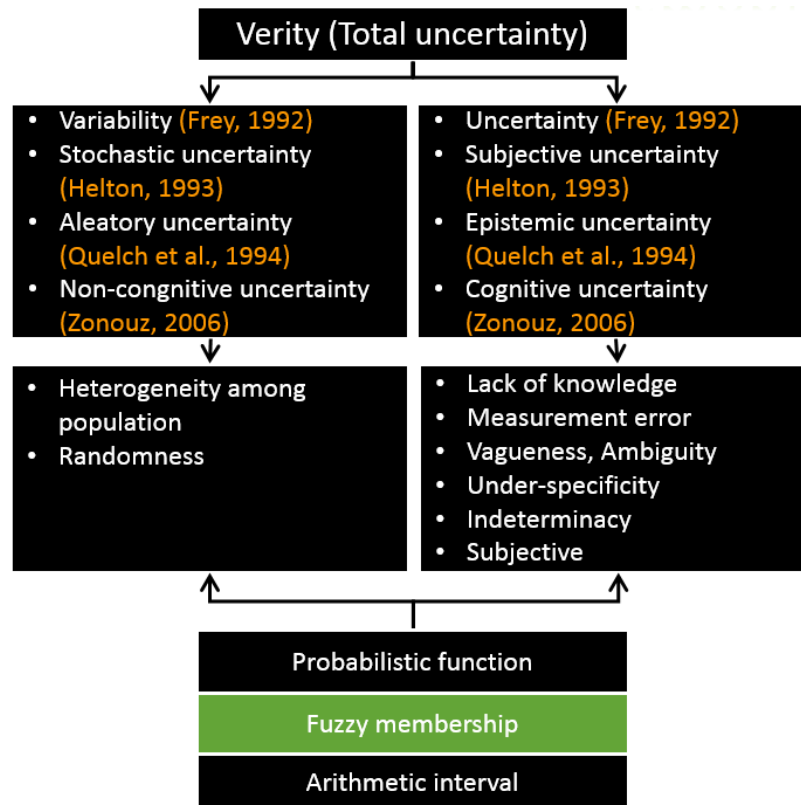 Verity (Total uncertainty)
• Variability (Frey, 1992)
• Stochastic uncertainty
(Helton, 1993)
• Aleatory uncertainty
(Quelch et al., 1994)
• Non-congnitive uncertainty
(Zonouz, 2006)
• Uncertainty (Frey, 1992)
• Subjective uncertainty
(Helton, 1993)
• Epistemic uncertainty
(Quelch et al., 1994)
• Cognitive uncertainty
(Zonouz, 2006)
• Heterogeneity among
population
• Randomness
• Lack of knowledge
• Measurement error
• Vagueness, Ambiguity
• Under-specificity
• Indeterminacy
• Subjective
Probabilistic function
Fuzzy membership
Arithmetic interval